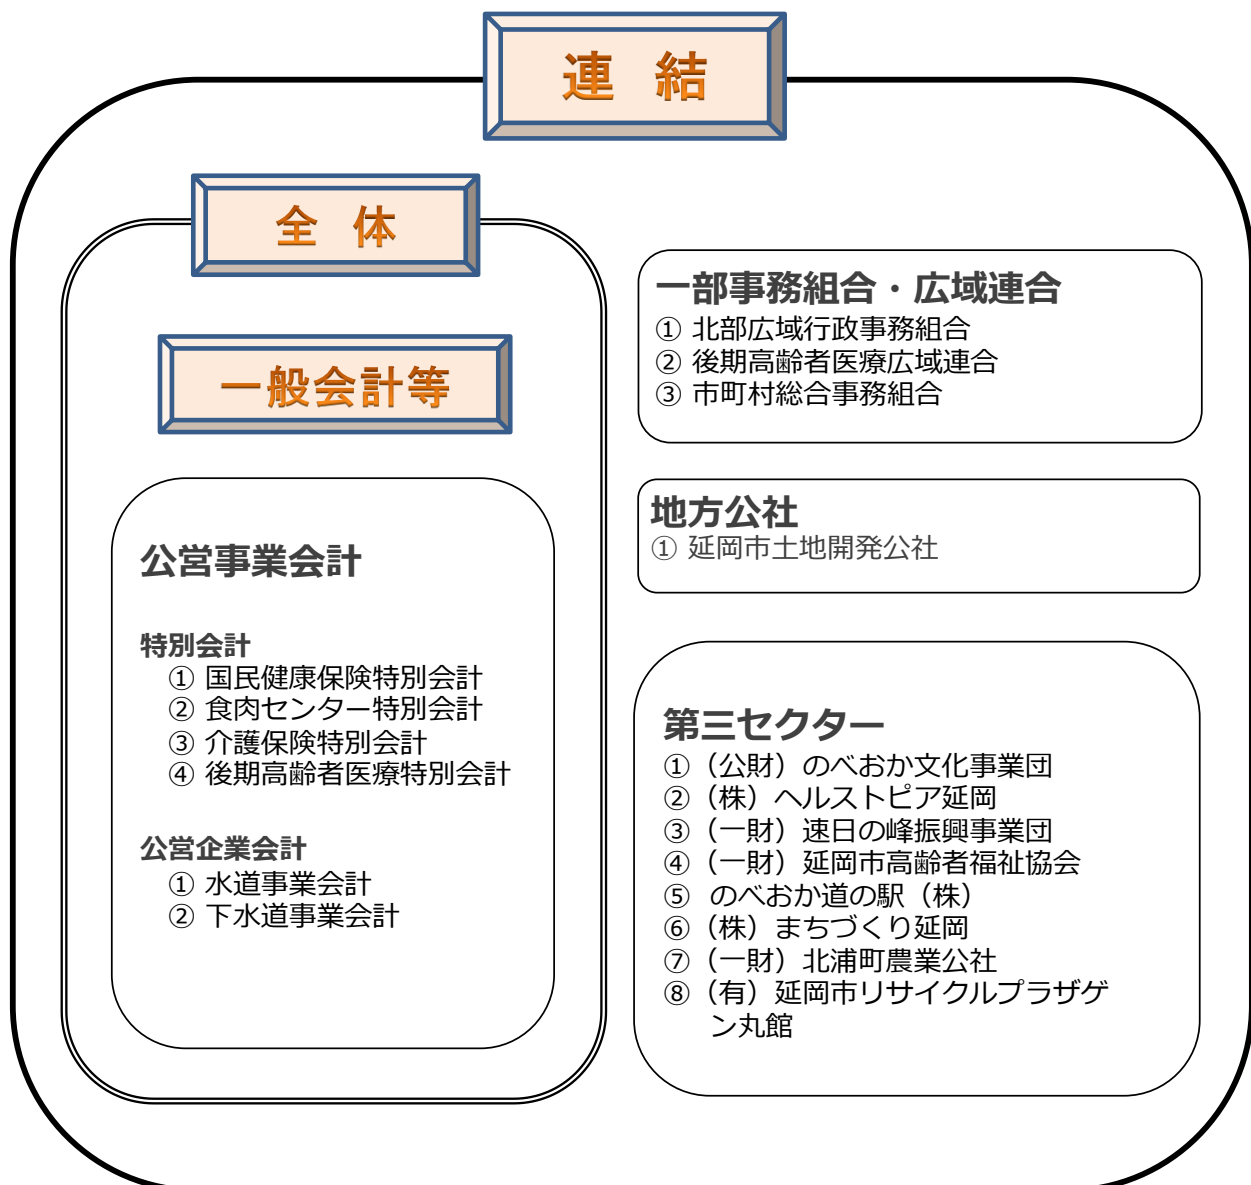 連 結
全 体
一般会計等
公営事業会計
特別会計
① 国民健康保険特別会計
② 食肉センター特別会計
③ 介護保険特別会計
④ 後期高齢者医療特別会計
公営企業会計
① 水道事業会計
② 下水道事業会計
一部事務組合・広域連合
① 北部広域行政事務組合
② 後期高齢者医療広域連合
③ 市町村総合事務組合
地方公社
① 延岡市土地開発公社
第三セクター
①（公財）のべおか文化事業団
②（株）ヘルストピア延岡
③（一財）速日の峰振興事業団
④（一財）延岡市高齢者福祉協会
⑤ のべおか道の駅（株）
⑥（株）まちづくり延岡
⑦（一財）北浦町農業公社
⑧（有）延岡市リサイクルプラザゲ
ン丸館